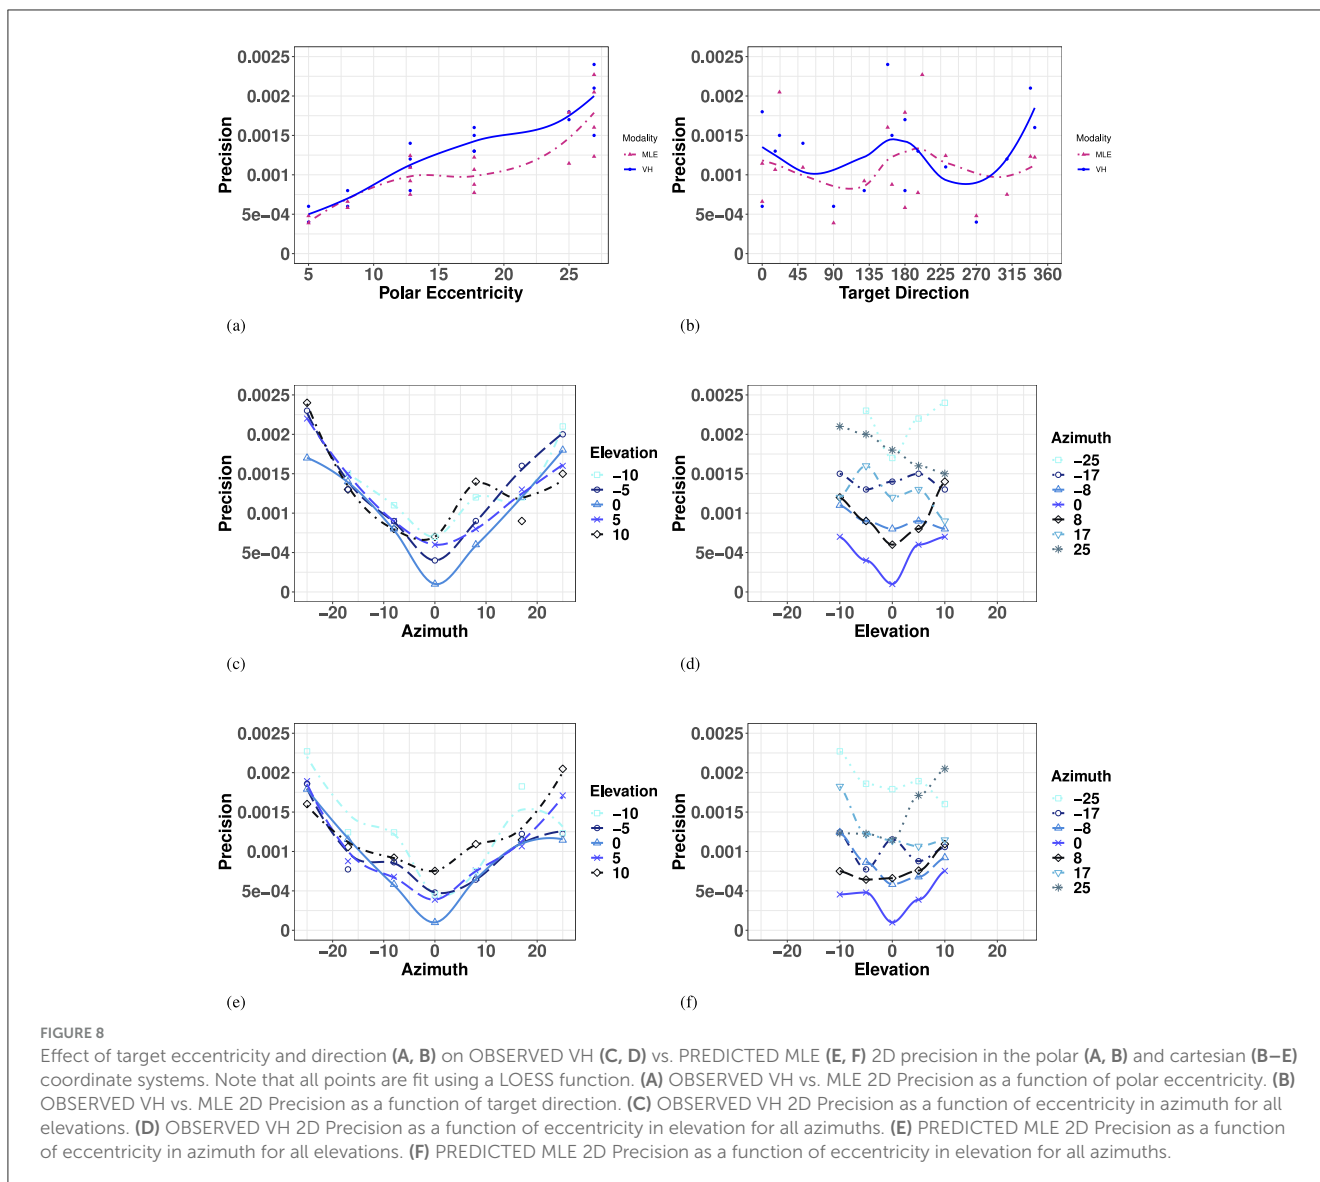 0.0025
0.002
0.0015
0.001
5e−04
0
Precision
5 10 15 20 25
Polar Eccentricity
Modality
MLE
VH
(a)
0.0025
0.002
0.0015
0.001
5e−04
0
Precision
0 45 90 135 180 225 270 315 360
Target Direction
Modality
MLE
VH
(b)
0.0025
0.002
0.0015
0.001
5e−04
0
Precision
−20 −10 0 10 20
Azimuth
Elevation
−10
−5
0
5
10
(c)
0.0025
0.002
0.0015
0.001
5e−04
0
Precision
−20 −10 0 10 20
Elevation
Azimuth
−25
−17
−8
0
8
17
25
(d)
0.0025
0.002
0.0015
0.001
5e−04
0
Precision
−20 −10 0 10 20
Azimuth
Elevation
−10
−5
0
5
10
(e)
0.0025
0.002
0.0015
0.001
5e−04
0
Precision
−20 −10 0 10 20
Elevation
Azimuth
−25
−17
−8
0
8
17
25
(f)
FIGURE 8
Effect of target eccentricity and direction (A, B) on OBSERVED VH (C, D) vs. PREDICTED MLE (E, F) 2D precision in the polar (A, B) and cartesian (B–E)
coordinate systems. Note that all points are fit using a LOESS function. (A) OBSERVED VH vs. MLE 2D Precision as a function of polar eccentricity. (B)
OBSERVED VH vs. MLE 2D Precision as a function of target direction. (C) OBSERVED VH 2D Precision as a function of eccentricity in azimuth for all
elevations. (D) OBSERVED VH 2D Precision as a function of eccentricity in elevation for all azimuths. (E) PREDICTED MLE 2D Precision as a function
of eccentricity in azimuth for all elevations. (F) PREDICTED MLE 2D Precision as a function of eccentricity in elevation for all azimuths.